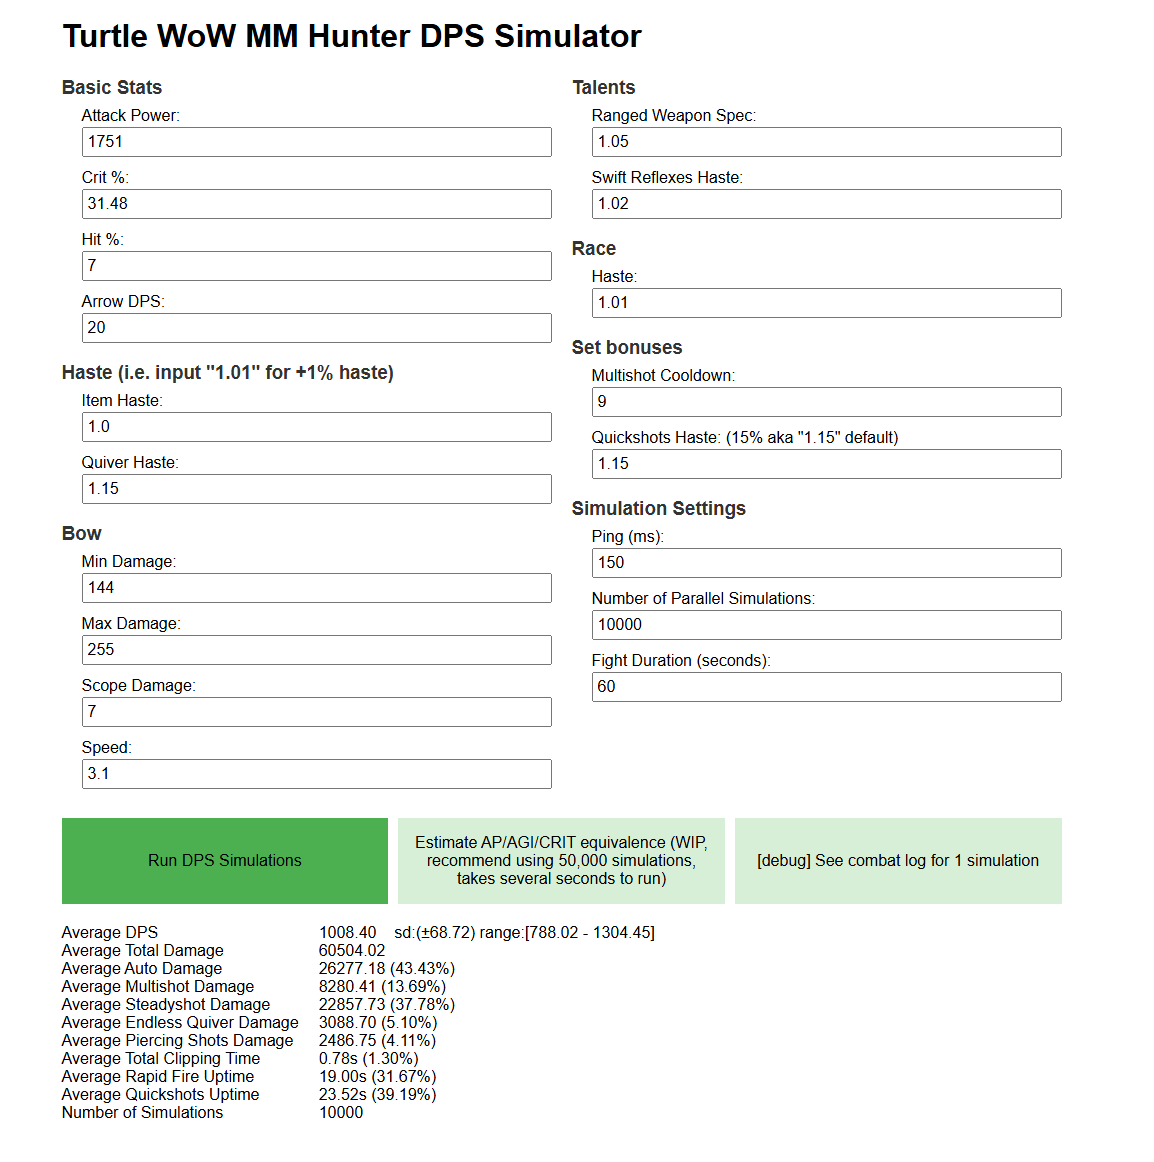 Turtle WoW MM Hunter DPS Simulator
Basic Stats
Attack Power:
1751
Crit %:
31.48
Hit %:
7
Arrow DPS:
20
Haste (i.e. input "1.01" for +1% haste)
Item Haste:
1.0
Quiver Haste:
1.15
Bow
Min Damage:
144
Max Damage:
255
Scope Damage:
7
Speed:
3.1
Talents
Ranged Weapon Spec:
1.05
Swift Reflexes Haste:
1.02
Race
Haste:
1.01
Set bonuses
Multishot Cooldown:
9
Quickshots Haste: (15% aka "1.15" default)
1.15
Simulation Settings
Ping (ms):
150
Number of Parallel Simulations:
10000
Fight Duration (seconds):
60
Run DPS Simulations
Estimate AP/AGI/CRIT equivalence (WIP,
recommend using 50,000 simulations,
takes several seconds to run)
[debug] See combat log for 1 simulation
Average DPS 1008.40 sd:(±68.72) range:[788.02 - 1304.45]
Average Total Damage 60504.02
Average Auto Damage 26277.18 (43.43%)
Average Multishot Damage 8280.41 (13.69%)
Average Steadyshot Damage 22857.73 (37.78%)
Average Endless Quiver Damage 3088.70 (5.10%)
Average Piercing Shots Damage 2486.75 (4.11%)
Average Total Clipping Time 0.78s (1.30%)
Average Rapid Fire Uptime 19.00s (31.67%)
Average Quickshots Uptime 23.52s (39.19%)
Number of Simulations 10000